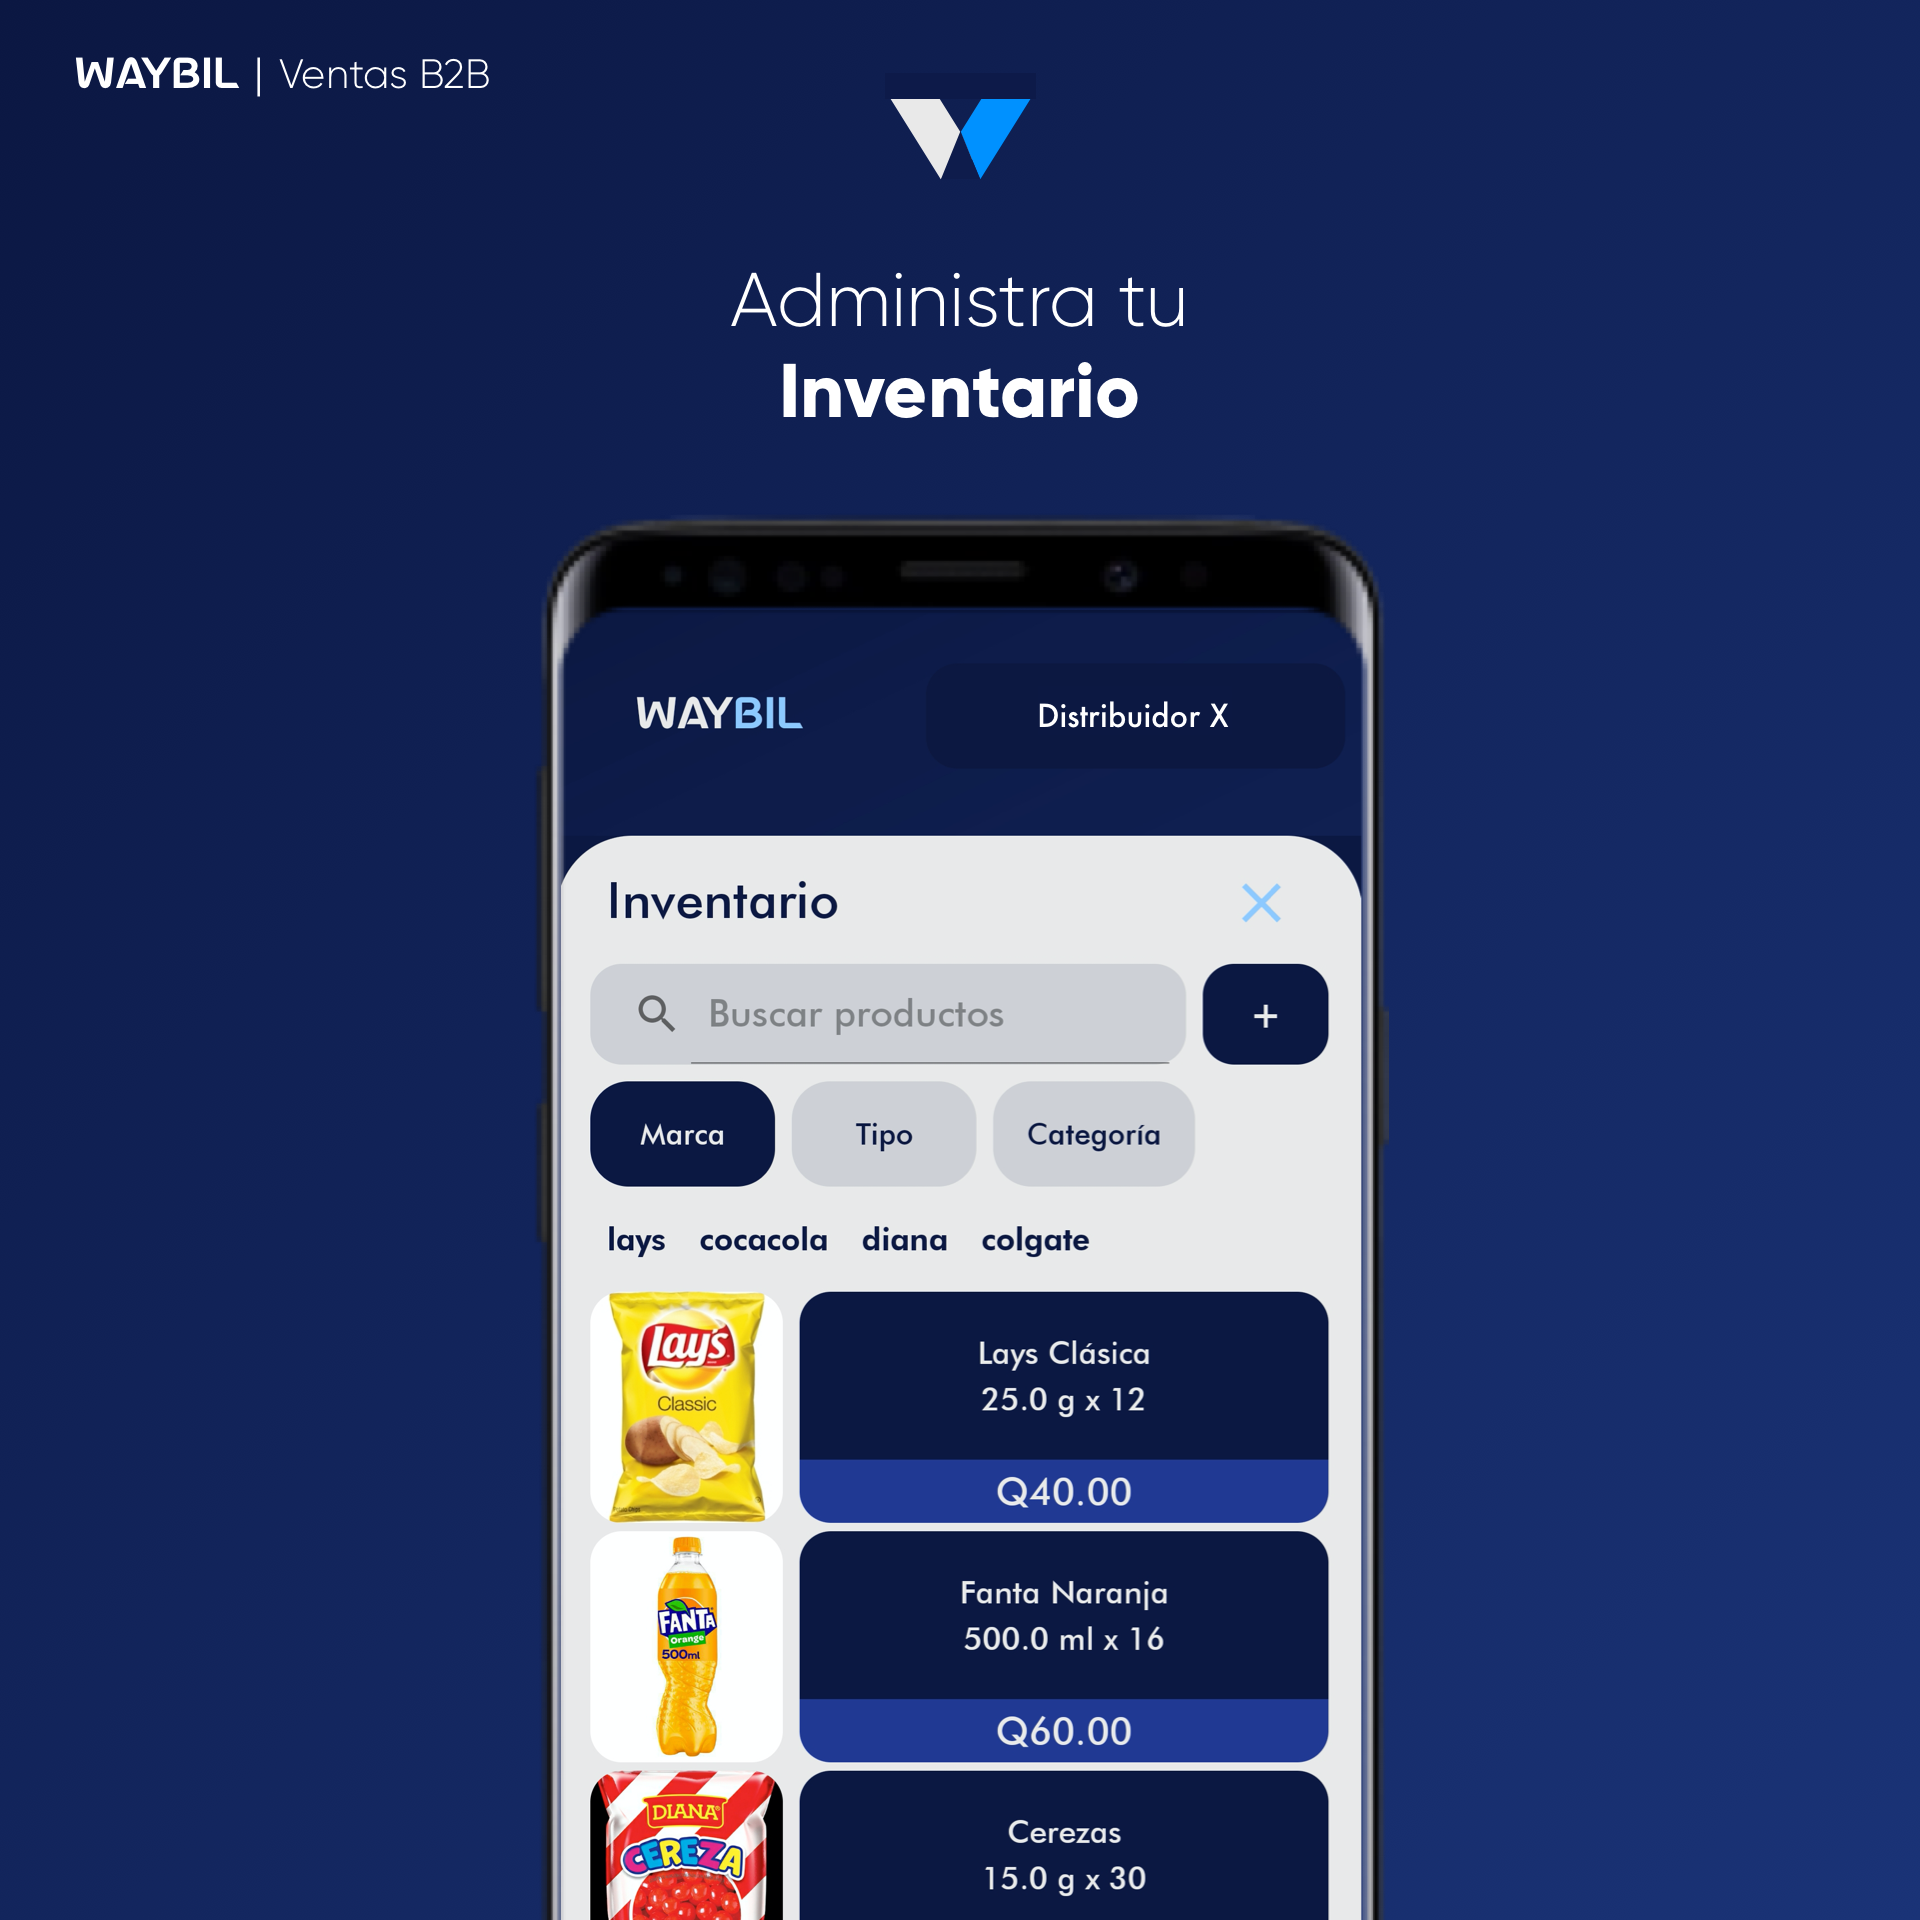 WAYBIL | Ventas B2B
Administra tu
Inventario
WAYBIL
Distribuidor X
Inventario
Buscar productos
+
Marca
Tipo
Categoría
lays cocacola diana colgate
Lay's
Classic
Lays Clásica
25.0 g x 12
Q40.00
FANTA
Orange
500ml
Fanta Naranja
500.0 ml x 16
Q60.00
DIANA
CEREZA
Cerezas
15.0 g x 30